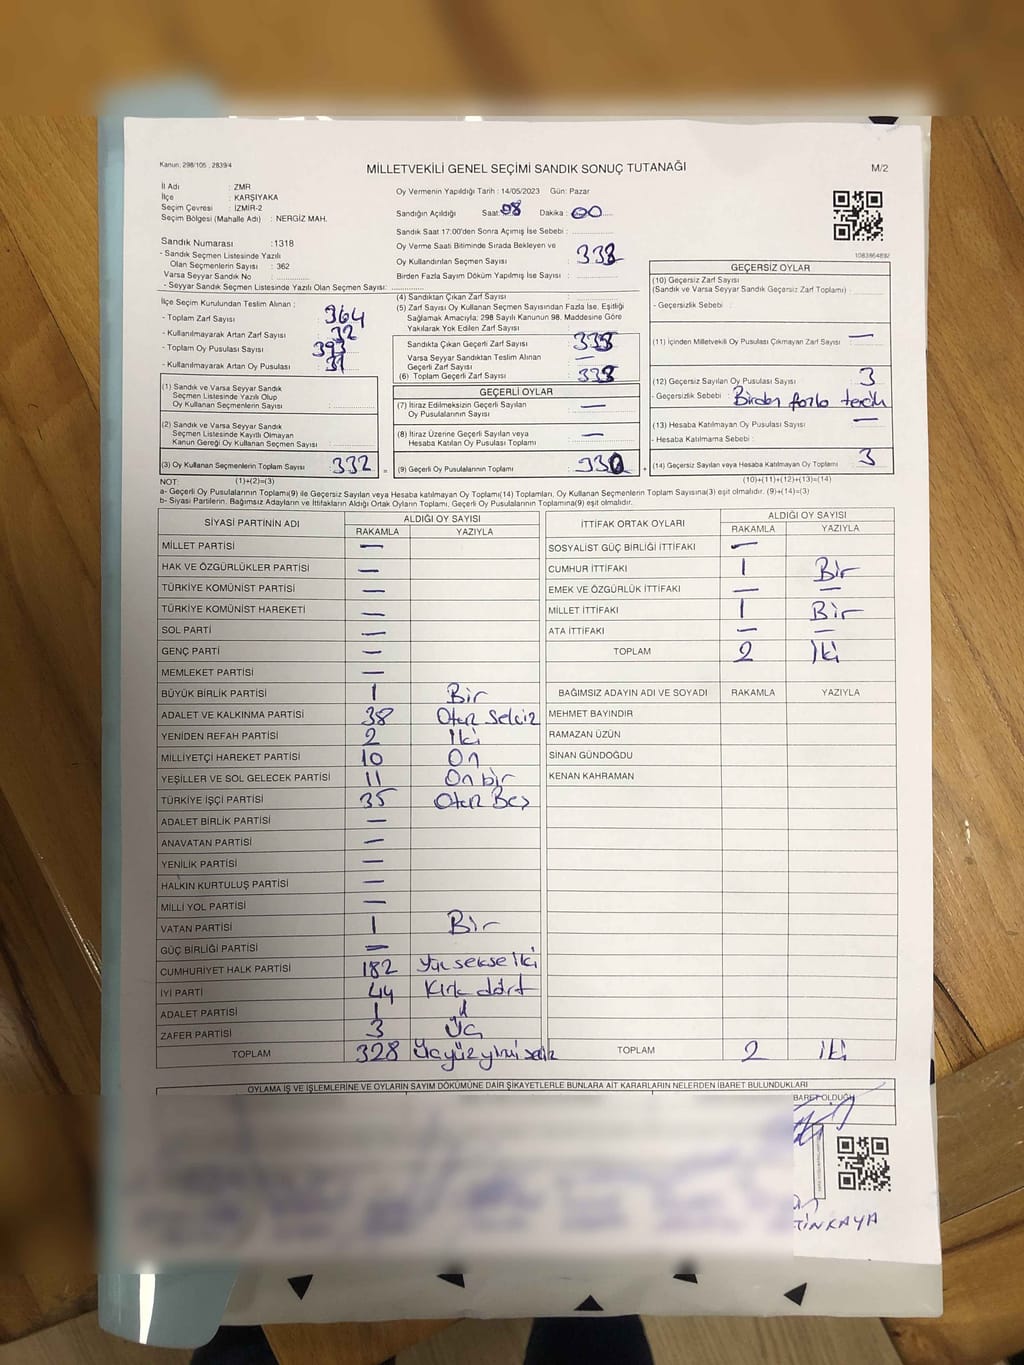 Kanun: 298/105 , 2839/4
MİLLETVEKİLİ GENEL SEÇİMİ SANDIK SONUÇ TUTANAĞI
M/2
İl Adı : ZMR
İlçe : KARŞIYAKA
Seçim Çevresi : İZMİR-2
Seçim Bölgesi (Mahalle Adı) : NERGİZ MAH.
Sandık Numarası :1318
- Sandık Seçmen Listesinde Yazılı
Olan Seçmenlerin Sayısı : 362
Varsa Seyyar Sandık No : ..............
- Seyyar Sandık Seçmen Listesinde Yazılı Olan Seçmen Sayısı: ..............
Oy Vermenin Yapıldığı Tarih : 14/05/2023 Gün: Pazar
Sandığın Açıldığı Saat: 08 Dakika : 00
Sandık Saat 17:00'den Sonra Açımış İse Sebebi : ..............
Oy Verme Saati Bitiminde Sırada Bekleyen ve
Oy Kullandırılan Seçmen Sayısı : 338
Birden Fazla Sayım Döküm Yapılmış İse Sayısı : ..............
1083864892
İlçe Seçim Kurulundan Teslim Alınan :
- Toplam Zarf Sayısı : 364
- Kullanılmayarak Artan Zarf Sayısı : 32
- Toplam Oy Pusulası Sayısı : 393
- Kullanılmayarak Artan Oy Pusulası : 31
(1) Sandık ve Varsa Seyyar Sandık
Seçmen Listesinde Yazılı Olup
Oy Kullanan Seçmenlerin Sayısı : ..............
(2) Sandık ve Varsa Seyyar Sandık
Seçmen Listesinde Kayıtlı Olmayan
Kanun Gereği Oy Kullanan Seçmen Sayısı : ..............
(3) Oy Kullanan Seçmenlerin Toplam Sayısı : 332 =
(4) Sandıktan Çıkan Zarf Sayısı : ..............
(5) Zarf Sayısı Oy Kullanan Seçmen Sayısından Fazla İse, Eşitliği
Sağlamak Amacıyla; 298 Sayılı Kanunun 98. Maddesine Göre
Yakılarak Yok Edilen Zarf Sayısı : ..............
Sandıkta Çıkan Geçerli Zarf Sayısı : 338
Varsa Seyyar Sandıktan Teslim Alınan
Geçerli Zarf Sayısı : —
(6) Toplam Geçerli Zarf Sayısı : 338
GEÇERLİ OYLAR
(7) İtiraz Edilmeksizin Geçerli Sayılan
Oy Pusulalarının Sayısı : —
(8) İtiraz Üzerine Geçerli Sayılan veya
Hesaba Katılan Oy Pusulası Toplamı : —
(9) Geçerli Oy Pusulalarının Toplamı : 330 +
GEÇERSİZ OYLAR
(10) Geçersiz Zarf Sayısı
(Sandık ve Varsa Seyyar Sandık Geçersiz Zarf Toplamı) : ..............
- Geçersizlik Sebebi :
(11) İçinden Milletvekili Oy Pusulası Çıkmayan Zarf Sayısı : —
(12) Geçersiz Sayılan Oy Pusulası Sayısı : 3
- Geçersizlik Sebebi : Birden fazla tercih
(13) Hesaba Katılmayan Oy Pusulası Sayısı : —
- Hesaba Katılmama Sebebi :
(14) Geçersiz Sayılan veya Hesaba Katılmayan Oy Toplamı : 3
NOT: (1)+(2)=(3)
(10)+(11)+(12)+(13)=(14)
a- Geçerli Oy Pusulalarının Toplamı(9) ile Geçersiz Sayılan veya Hesaba katılmayan Oy Toplamı(14) Toplamları, Oy Kullanan Seçmenlerin Toplam Sayısına(3) eşit olmalıdır. (9)+(14)=(3)
b- Siyasi Partilerin, Bağımsız Adayların ve İttifakların Aldığı Ortak Oyların Toplamı, Geçerli Oy Pusulalarının Toplamına(9) eşit olmalıdır.
SİYASİ PARTİNİN ADI ALDIĞI OY SAYISI
RAKAMLA YAZIYLA
MİLLET PARTİSİ —
HAK VE ÖZGÜRLÜKLER PARTİSİ —
TÜRKİYE KOMÜNİST PARTİSİ —
TÜRKİYE KOMÜNİST HAREKETİ —
SOL PARTİ —
GENÇ PARTİ —
MEMLEKET PARTİSİ —
BÜYÜK BİRLİK PARTİSİ 1 Bir
ADALET VE KALKINMA PARTİSİ 38 Otuz Sekiz
YENİDEN REFAH PARTİSİ 2 İki
MİLLİYETÇİ HAREKET PARTİSİ 10 On
YEŞİLLER VE SOL GELECEK PARTİSİ 11 On bir
TÜRKİYE İŞÇİ PARTİSİ 35 Otuz Beş
ADALET BİRLİK PARTİSİ —
ANAVATAN PARTİSİ —
YENİLİK PARTİSİ —
HALKIN KURTULUŞ PARTİSİ —
MİLLİ YOL PARTİSİ —
VATAN PARTİSİ 1 Bir
GÜÇ BİRLİĞİ PARTİSİ —
CUMHURİYET HALK PARTİSİ 182 Yüz seksen İki
İYİ PARTİ 44 Kırk dört
ADALET PARTİSİ 1
ZAFER PARTİSİ 3 Üç
TOPLAM 328 Üçyüz yirmi sekiz
İTTİFAK ORTAK OYLARI ALDIĞI OY SAYISI
RAKAMLA YAZIYLA
SOSYALİST GÜÇ BİRLİĞİ İTTİFAKI —
CUMHUR İTTİFAKI 1 Bir
EMEK VE ÖZGÜRLÜK İTTİFAKI — —
MİLLET İTTİFAKI 1 Bir
ATA İTTİFAKI — —
TOPLAM 2 İki
BAĞIMSIZ ADAYIN ADI VE SOYADI RAKAMLA YAZIYLA
MEHMET BAYINDIR
RAMAZAN ÜZÜN
SİNAN GÜNDOĞDU
KENAN KAHRAMAN
TOPLAM 2 İki
OYLAMA İŞ VE İŞLEMLERİNE VE OYLARIN SAYIM DÖKÜMÜNE DAİR ŞİKAYETLERLE BUNLARA AİT KARARLARIN NELERDEN İBARET BULUNDUKLARI
BARET OLDUĞU
TİNKAYA